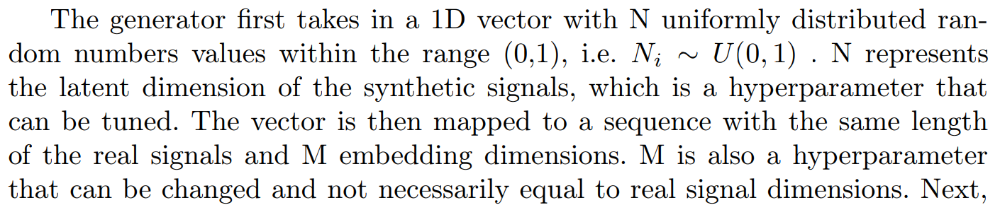 The generator first takes in a 1D vector with N uniformly distributed ran-
dom numbers values within the range (0,1), i.e. Nᵢ ∼ U(0, 1) . N represents
the latent dimension of the synthetic signals, which is a hyperparameter that
can be tuned. The vector is then mapped to a sequence with the same length
of the real signals and M embedding dimensions. M is also a hyperparameter
that can be changed and not necessarily equal to real signal dimensions. Next,